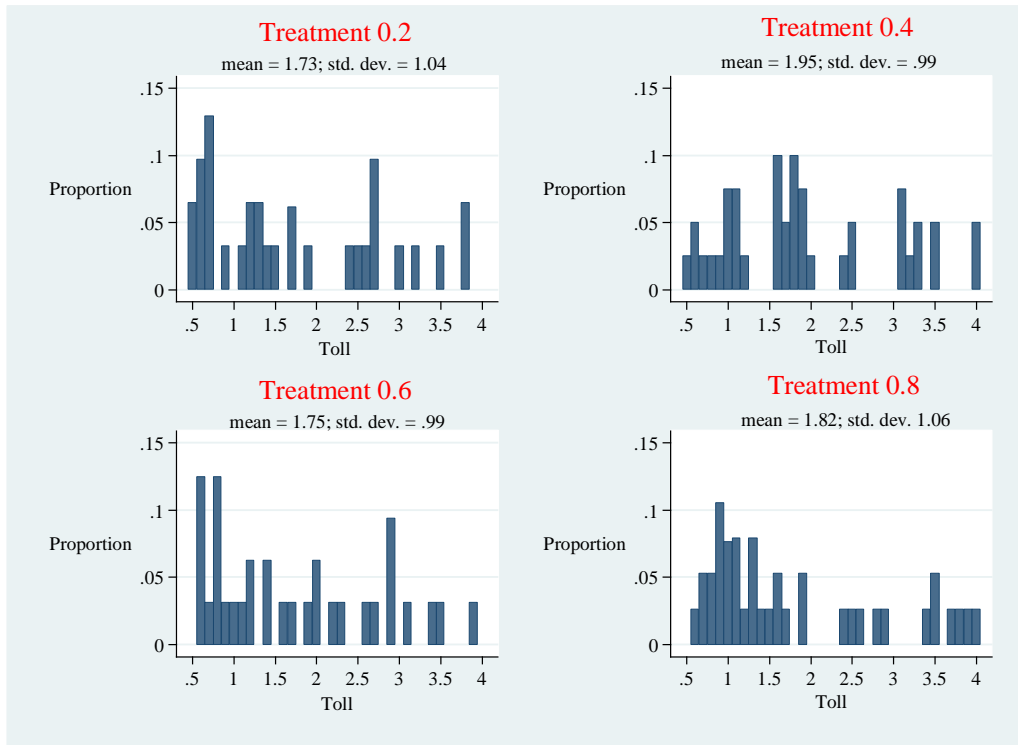 Treatment 0.2
mean = 1.73; std. dev. = 1.04
.15
.1
Proportion
.05
0
.5 1 1.5 2 2.5 3 3.5 4
Toll
Treatment 0.4
mean = 1.95; std. dev. = .99
.15
.1
Proportion
.05
0
.5 1 1.5 2 2.5 3 3.5 4
Toll
Treatment 0.6
mean = 1.75; std. dev. = .99
.15
.1
Proportion
.05
0
.5 1 1.5 2 2.5 3 3.5 4
Toll
Treatment 0.8
mean = 1.82; std. dev. 1.06
.15
.1
Proportion
.05
0
.5 1 1.5 2 2.5 3 3.5 4
Toll